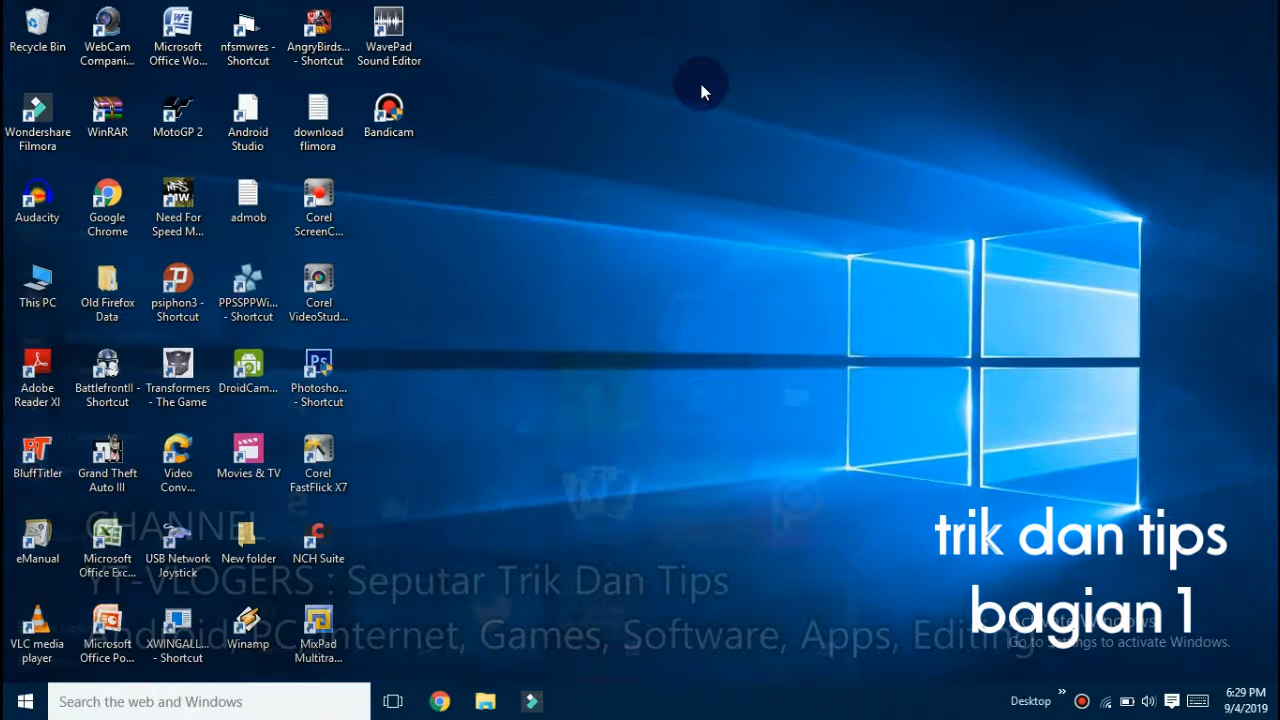 Recycle Bin
WebCam
Compani...
Microsoft
Office Wo...
nfsmwres -
Shortcut
AngryBirds...
- Shortcut
WavePad
Sound Editor
Wondershare
Filmora
WinRAR
MotoGP 2
Android
Studio
download
flimora
Bandicam
Audacity
Google
Chrome
Need For
Speed M...
admob
Corel
ScreenC...
This PC
Old Firefox
Data
psiphon3 -
Shortcut
PPSSPPWi...
- Shortcut
Corel
VideoStud...
Adobe
Reader XI
BattlefrontII -
Shortcut
Transformers
- The Game
DroidCam...
Photosho...
- Shortcut
BluffTitler
Grand Theft
Auto III
Video
Conv...
Movies & TV
Corel
FastFlick X7
eManual
Microsoft
Office Exc...
USB Network
Joystick
New folder
NCH Suite
VLC media
player
Microsoft
Office Po...
XWINGALL...
- Shortcut
Winamp
MixPad
Multitra...
CHANNEL
YT-VLOGERS : Seputar Trik Dan Tips
Android, PC, Internet, Games, Software, Apps, Editing
trik dan tips
bagian 1
Activate Windows
Go to Settings to activate Windows.
Search the web and Windows
Desktop
6:29 PM
9/4/2019